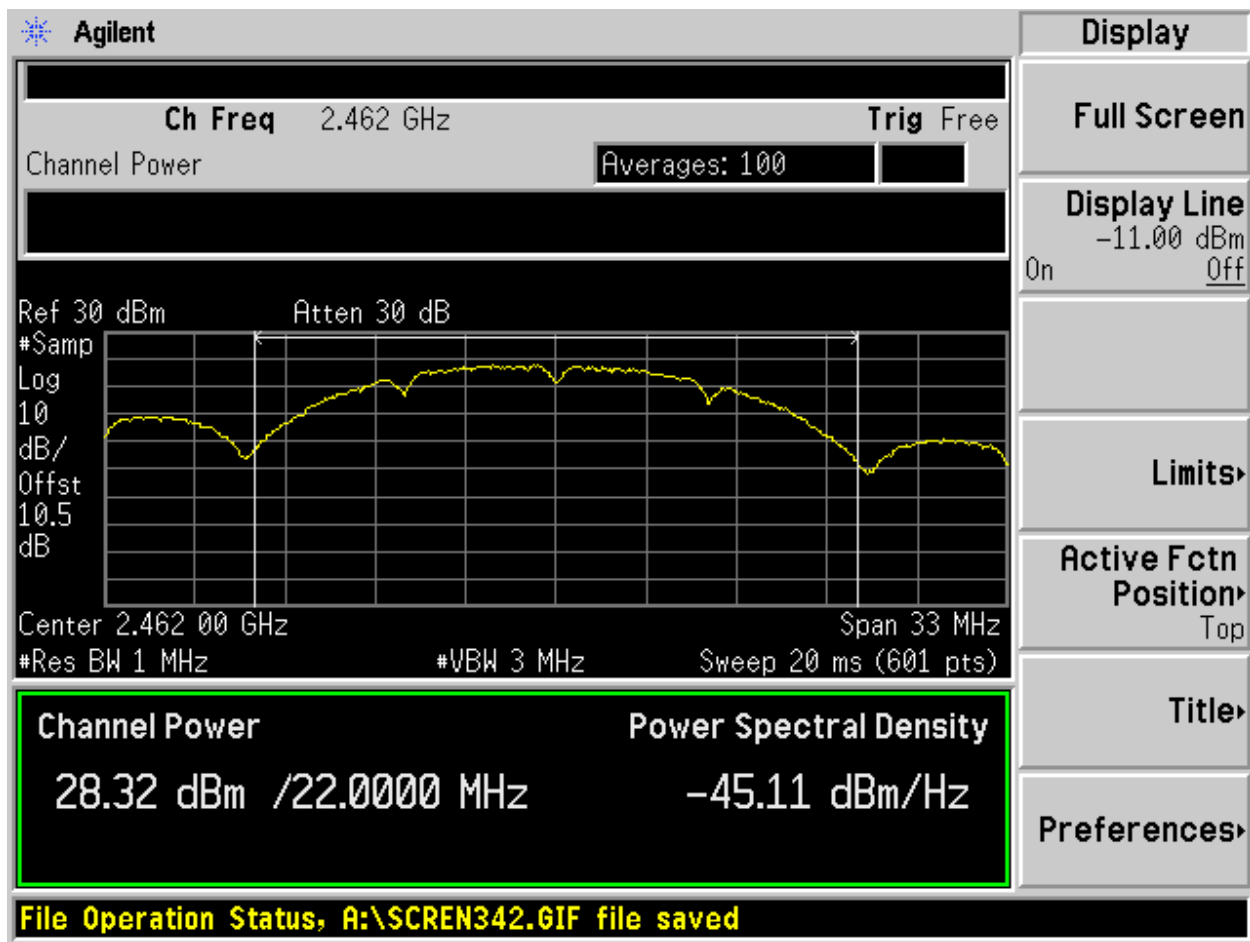 Agilent
Display
Ch Freq 2.462 GHz Trig Free
Channel Power Averages: 100
Ref 30 dBm Atten 30 dB
#Samp
Log
10
dB/
Offst
10.5
dB
Center 2.462 00 GHz Span 33 MHz
#Res BW 1 MHz #VBW 3 MHz Sweep 20 ms (601 pts)
Channel Power Power Spectral Density
28.32 dBm /22.0000 MHz -45.11 dBm/Hz
File Operation Status, A:\SCREN342.GIF file saved
Full Screen
Display Line
-11.00 dBm
On Off
Limits▸
Active Fctn
Position▸
Top
Title▸
Preferences▸